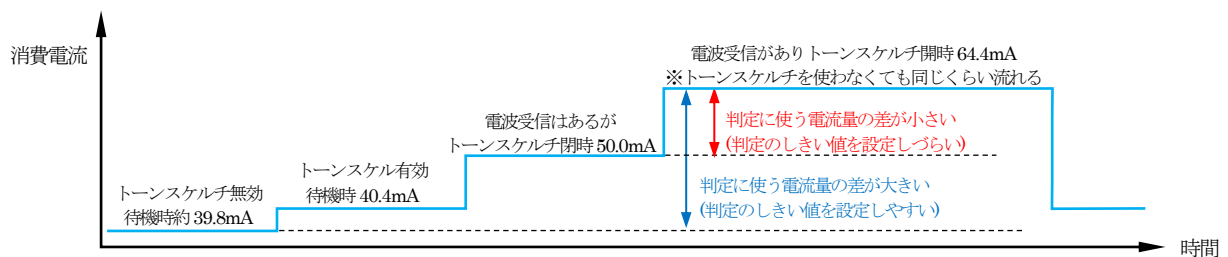 消費電流
電波受信がありトーンスケルチ開時 64.4mA
※トーンスケルチを使わなくても同じくらい流れる
電波受信はあるが
トーンスケルチ閉時 50.0mA
判定に使う電流量の差が小さい
(判定のしきい値を設定しづらい)
トーンスケル有効
待機時 40.4mA
トーンスケルチ無効
待機時約 39.8mA
判定に使う電流量の差が大きい
(判定のしきい値を設定しやすい)
時間